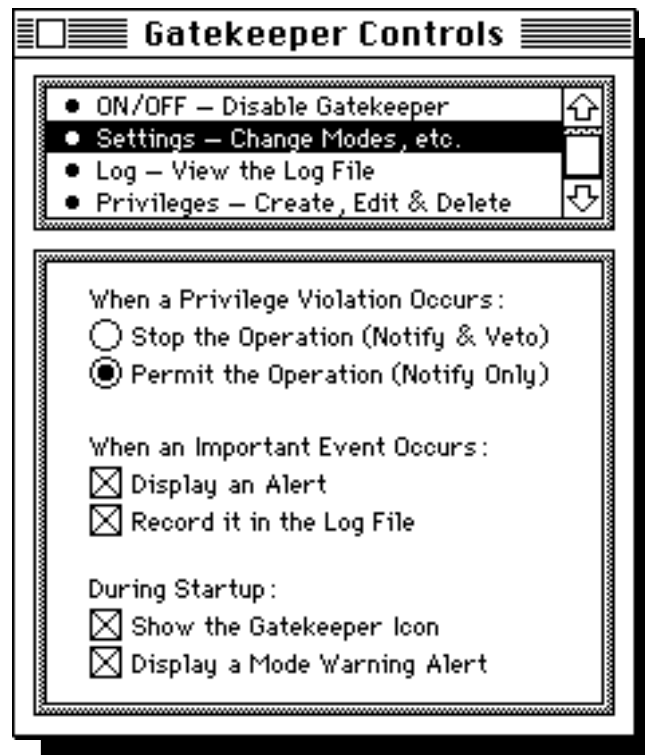 Gatekeeper Controls
● ON/OFF – Disable Gatekeeper
● Settings – Change Modes, etc.
● Log – View the Log File
● Privileges – Create, Edit & Delete
When a Privilege Violation Occurs:
Stop the Operation (Notify & Veto)
Permit the Operation (Notify Only)
When an Important Event Occurs:
Display an Alert
Record it in the Log File
During Startup:
Show the Gatekeeper Icon
Display a Mode Warning Alert